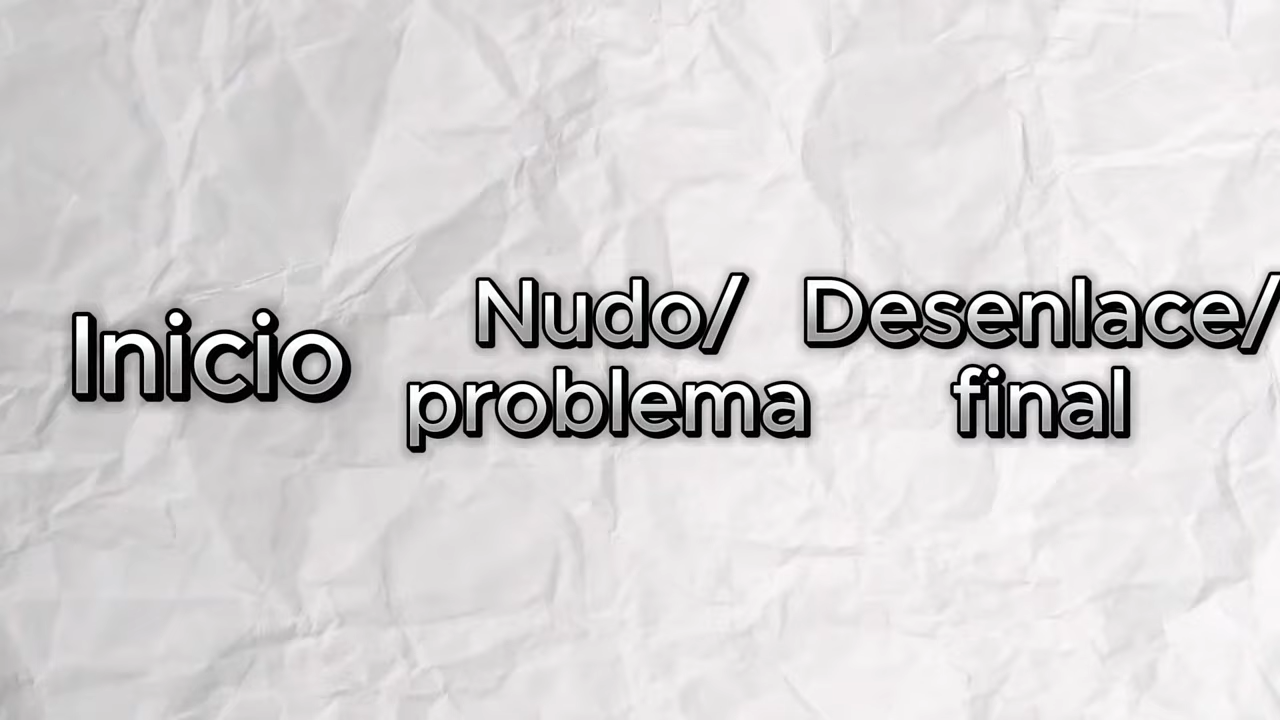 Inicio
Nudo/
problema
Desenlace/
final